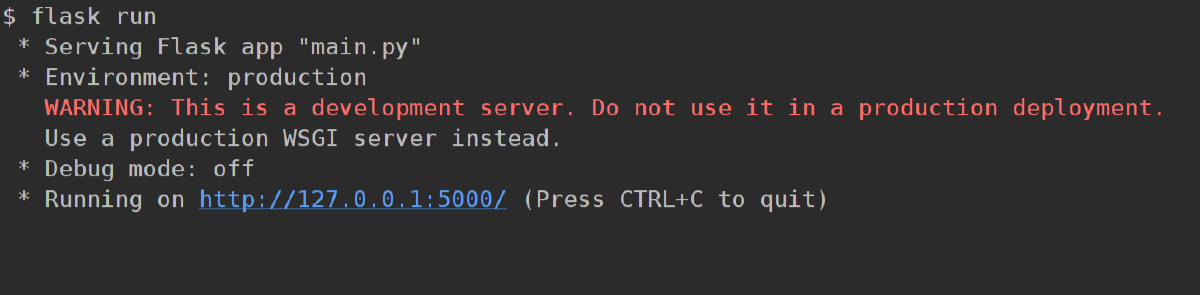 $ flask run
* Serving Flask app "main.py"
* Environment: production
WARNING: This is a development server. Do not use it in a production deployment.
Use a production WSGI server instead.
* Debug mode: off
* Running on http://127.0.0.1:5000/ (Press CTRL+C to quit)